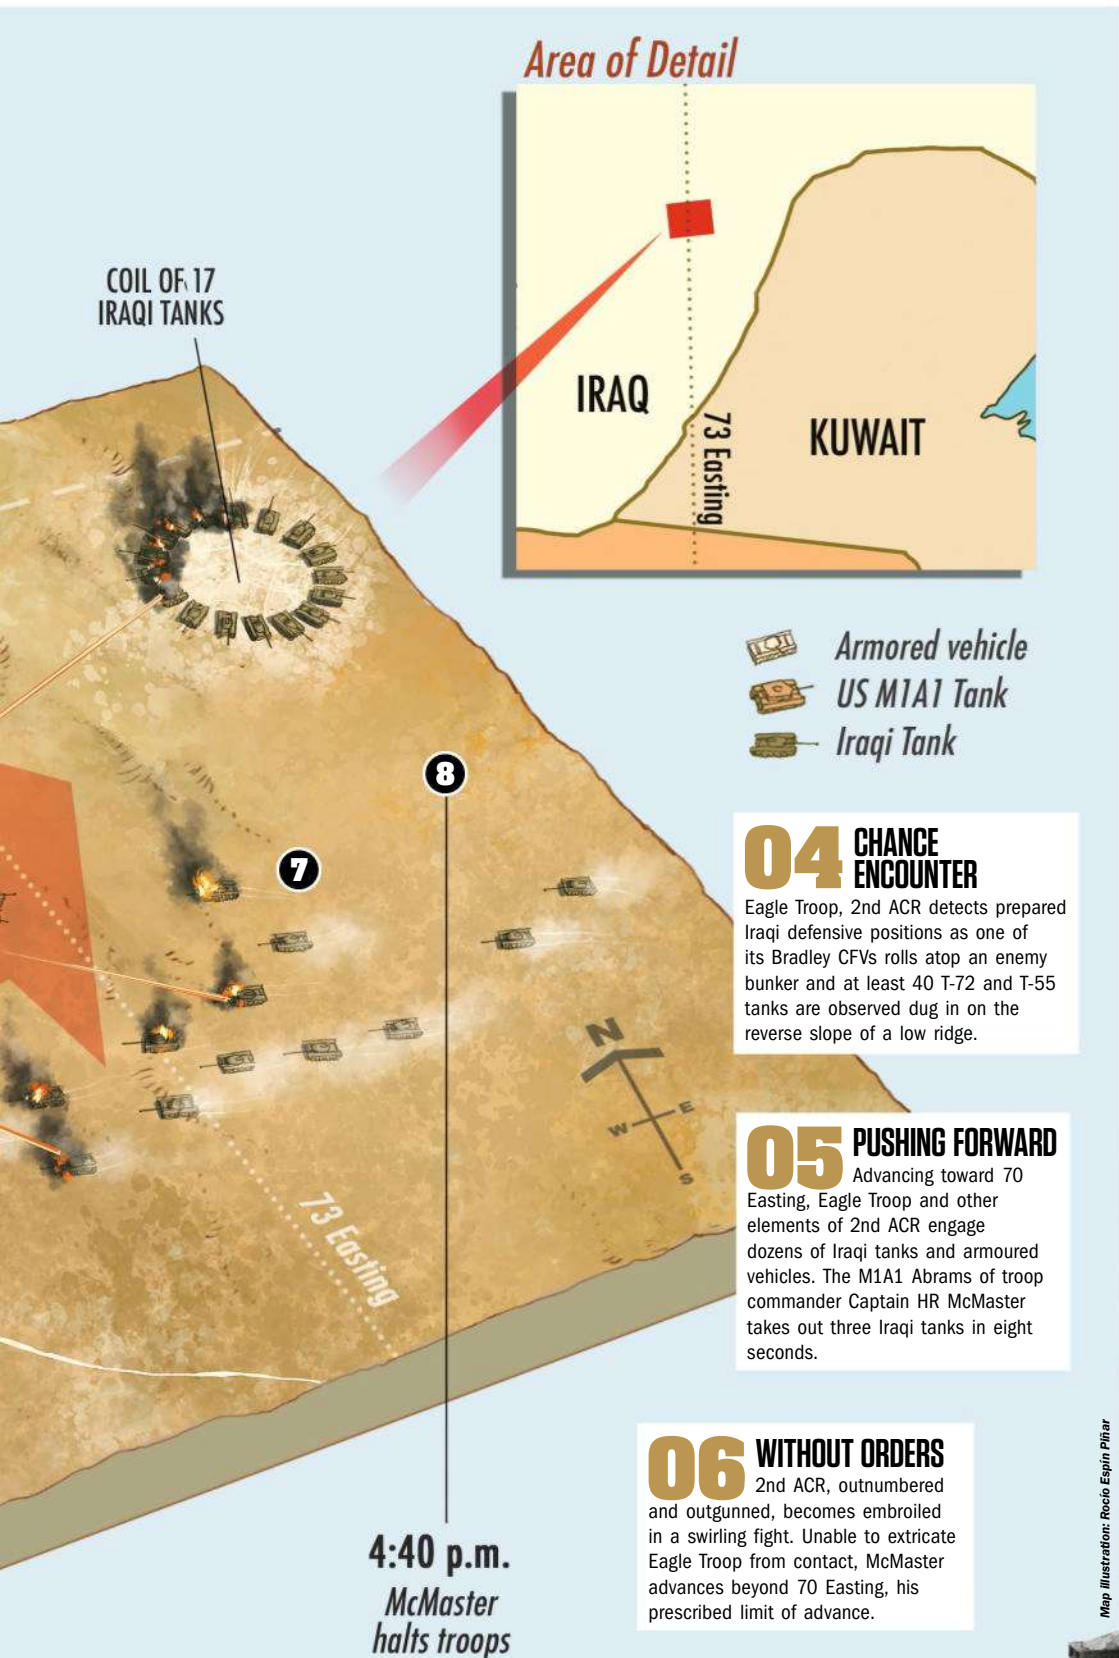 Area of Detail
COIL OF 17
IRAQI TANKS
IRAQ
KUWAIT
73 Easting
Armored vehicle
US M1A1 Tank
Iraqi Tank
8
7
N
W
E
S
73 Easting
04 CHANCE
ENCOUNTER
Eagle Troop, 2nd ACR detects prepared
Iraqi defensive positions as one of
its Bradley CFVs rolls atop an enemy
bunker and at least 40 T-72 and T-55
tanks are observed dug in on the
reverse slope of a low ridge.
05 PUSHING FORWARD
Advancing toward 70
Easting, Eagle Troop and other
elements of 2nd ACR engage
dozens of Iraqi tanks and armoured
vehicles. The M1A1 Abrams of troop
commander Captain HR McMaster
takes out three Iraqi tanks in eight
seconds.
06 WITHOUT ORDERS
2nd ACR, outnumbered
and outgunned, becomes embroiled
in a swirling fight. Unable to extricate
Eagle Troop from contact, McMaster
advances beyond 70 Easting, his
prescribed limit of advance.
4:40 p.m.
McMaster
halts troops
Map illustration: Rocío Espín Piñar